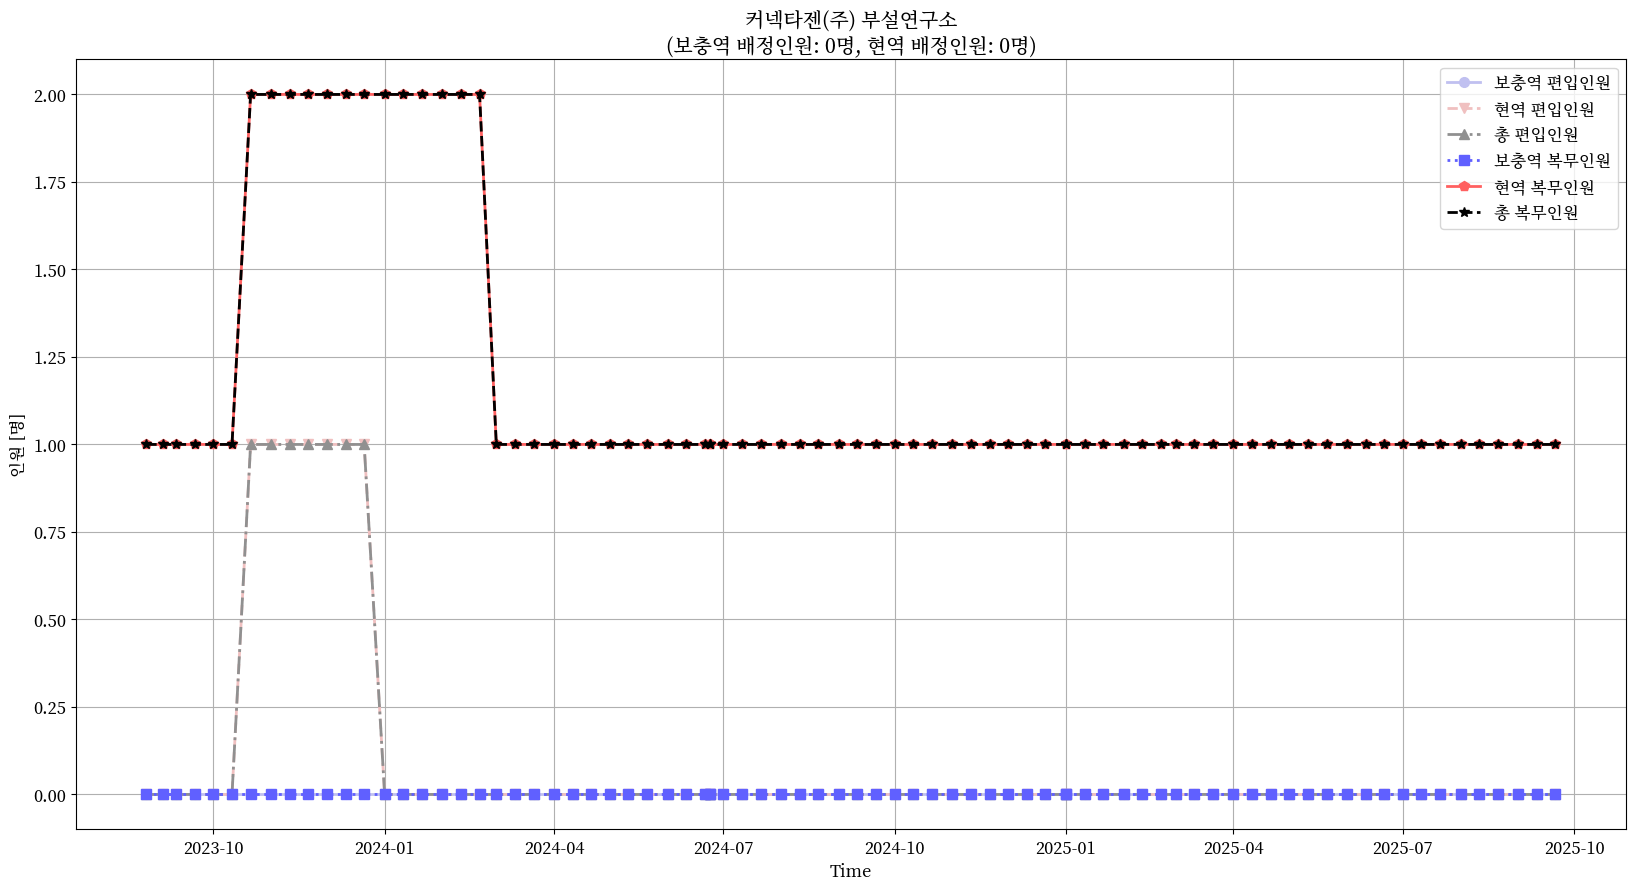 커넥타젠(주) 부설연구소
(보충역 배정인원: 0명, 현역 배정인원: 0명)
보충역 편입인원
현역 편입인원
총 편입인원
보충역 복무인원
현역 복무인원
총 복무인원
2.00
1.75
1.50
1.25
1.00
0.75
0.50
0.25
0.00
인원 [명]
2023-10
2024-01
2024-04
2024-07
2024-10
2025-01
2025-04
2025-07
2025-10
Time